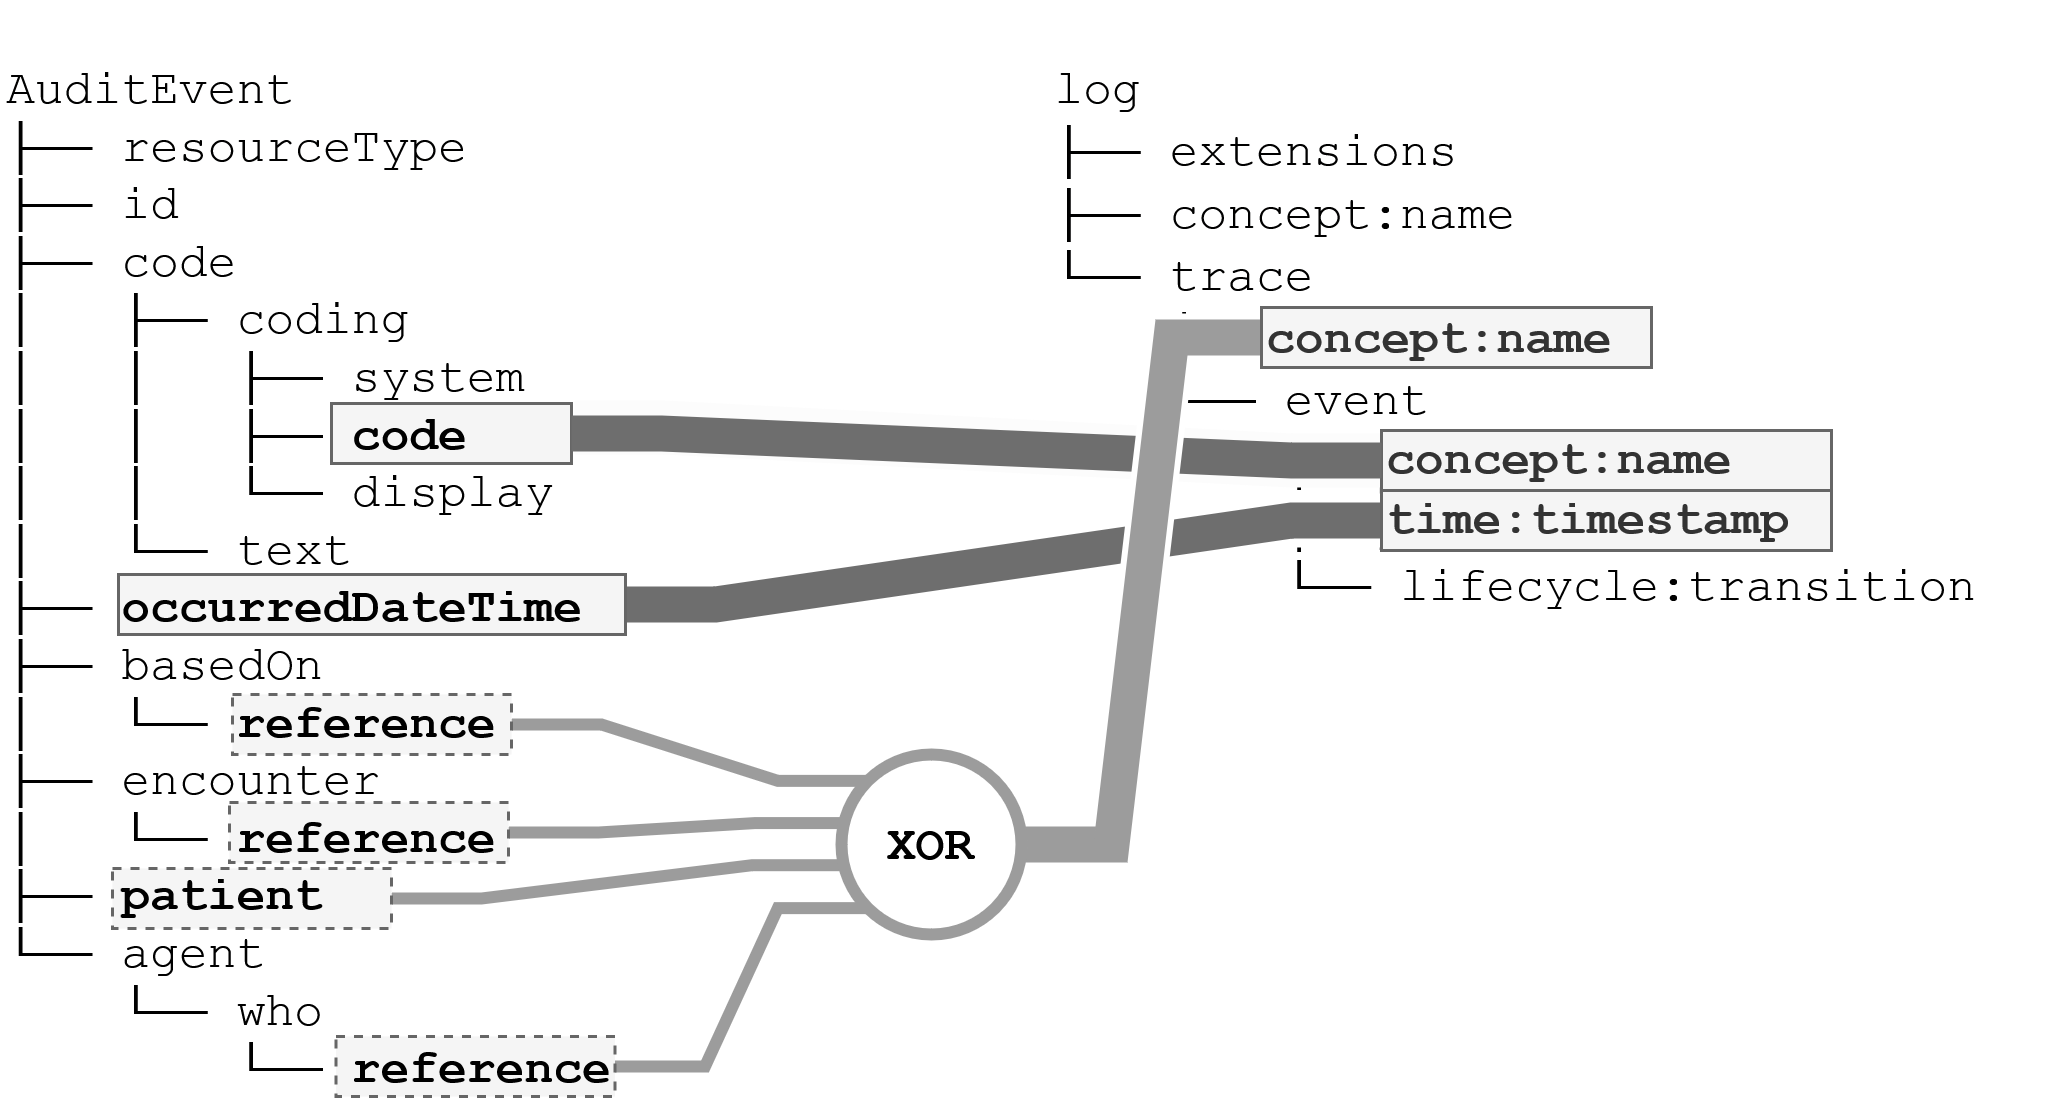 AuditEvent
resourceType
id
code
coding
system
code
display
text
occurredDateTime
basedOn
reference
encounter
reference
patient
agent
who
reference
XOR
log
extensions
concept:name
trace
concept:name
event
concept:name
time:timestamp
lifecycle:transition